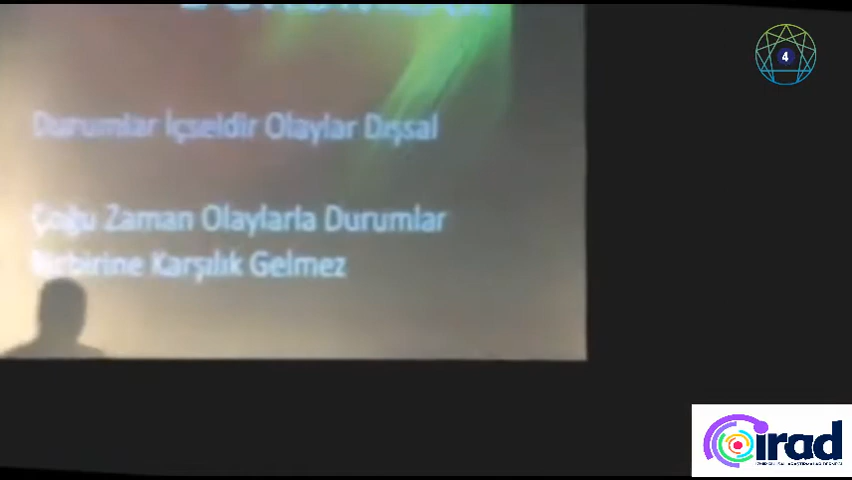 4
Durumlar İçseldir Olaylar Dışsal
Çoğu Zaman Olaylarla Durumlar
Birbirine Karşılık Gelmez
irad